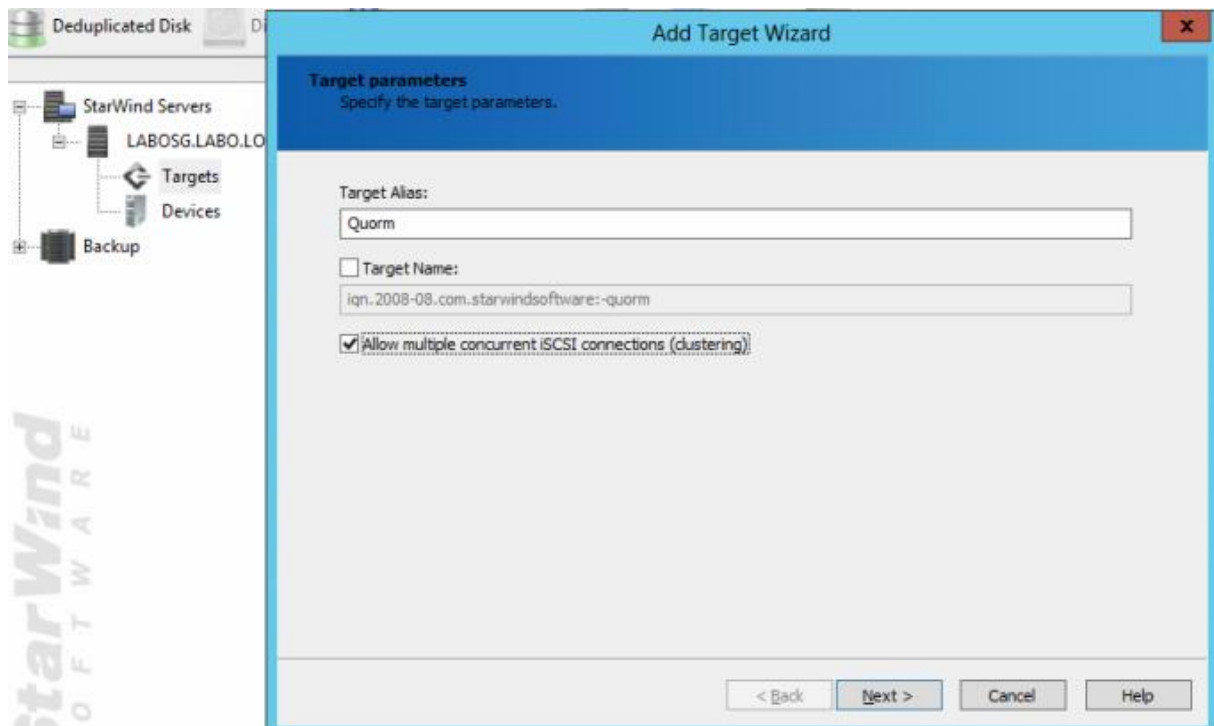 Deduplicated Disk Di
Add Target Wizard
x
Target parameters
Specify the target parameters.
StarWind Servers
LABOSG.LABO.LO
Targets
Devices
Backup
Target Alias:
Quorm
Target Name:
iqn.2008-08.com.starwindsoftware:-quorm
Allow multiple concurrent iSCSI connections (clustering)
StarWind
SOFTWARE
< Back Next > Cancel Help